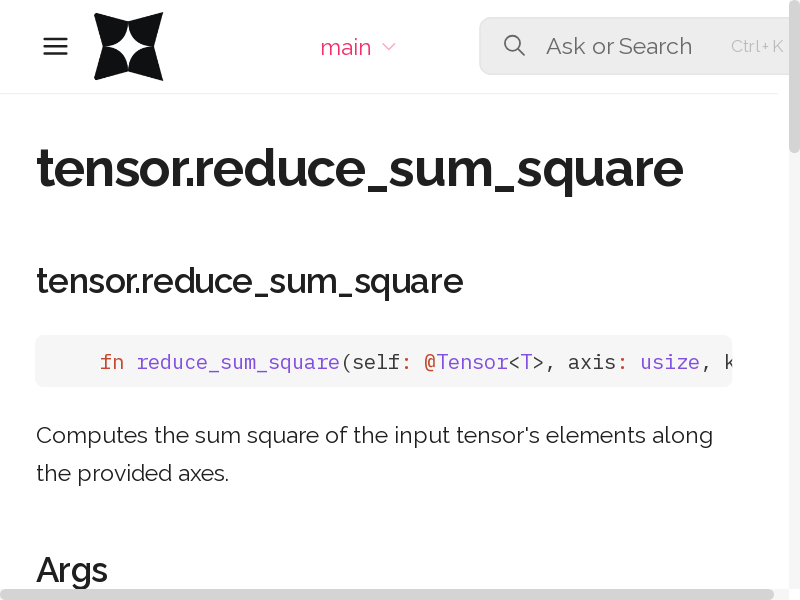 main
Ask or Search
Ctrl+K
tensor.reduce_sum_square
tensor.reduce_sum_square
fn reduce_sum_square(self: @Tensor<T>, axis: usize, k
Computes the sum square of the input tensor's elements along
the provided axes.
Args